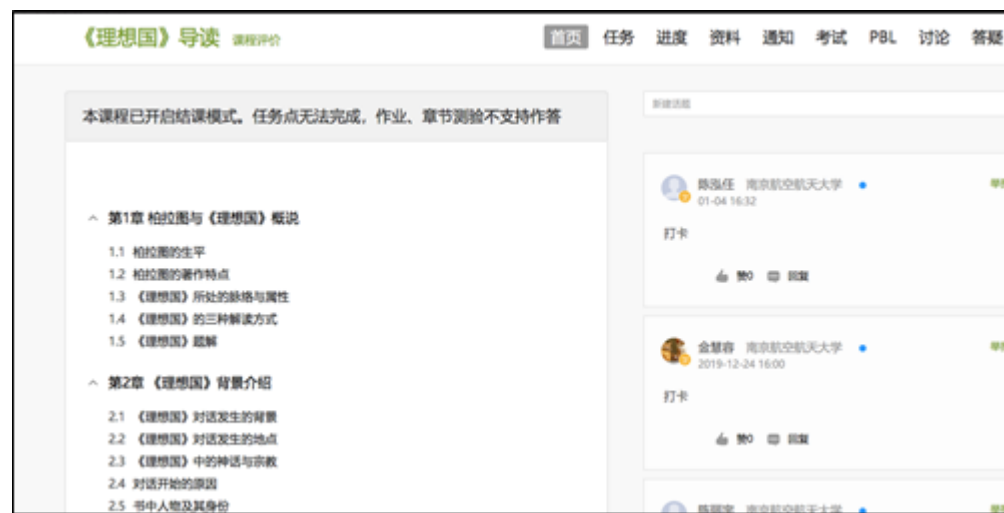 《理想国》导读 课程评价
首页 任务 进度 资料 通知 考试 PBL 讨论 答疑
本课程已开启结课模式。任务点无法完成，作业、章节测验不支持作答
新建话题
第1章 柏拉图与《理想国》概说
1.1 柏拉图的生平
1.2 柏拉图的著作特点
1.3 《理想国》所处的脉络与属性
1.4 《理想国》的三种解读方式
1.5 《理想国》题解
第2章 《理想国》背景介绍
2.1 《理想国》对话发生的背景
2.2 《理想国》对话发生的地点
2.3 《理想国》中的神话与宗教
2.4 对话开始的原因
2.5 书中人物及其身份
陈泓任 南京航空航天大学
01-04 16:32
打卡
赞0 回复
金慧容 南京航空航天大学
2019-12-24 16:00
打卡
赞0 回复
南京航空航天大学